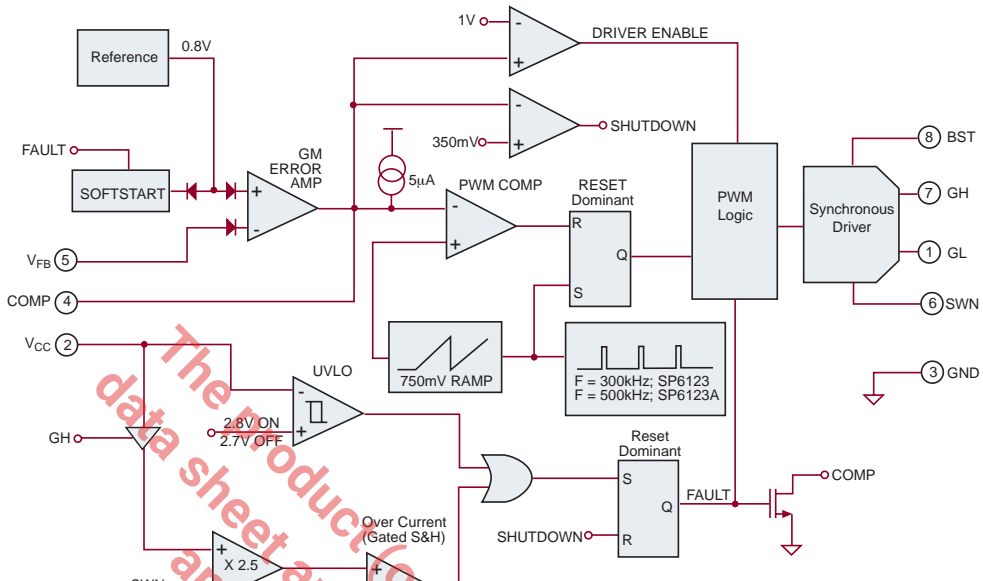 1V
-
+
DRIVER ENABLE
Reference
0.8V
-
350mV
+
SHUTDOWN
FAULT
SOFTSTART
GM
ERROR
AMP
+
-
5µA
PWM COMP
-
+
RESET
Dominant
R
Q
S
PWM
Logic
Synchronous
Driver
8 BST
7 GH
1 GL
6 SWN
3 GND
VFB 5
COMP 4
VCC 2
750mV RAMP
F = 300kHz; SP6123
F = 500kHz; SP6123A
UVLO
-
+
2.8V ON
2.7V OFF
GH
Reset
Dominant
S
Q
R
FAULT
COMP
SHUTDOWN
Over Current
(Gated S&H)
+
X 2.5
+
SWN
The product (o
data sheet ar
an